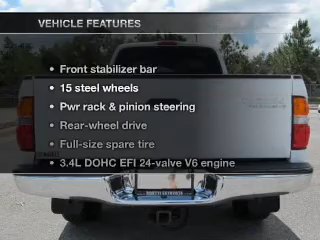 VEHICLE FEATURES
• Front stabilizer bar
• 15 steel wheels
• Pwr rack & pinion steering
• Rear-wheel drive
• Full-size spare tire
• 3.4L DOHC EFI 24-valve V6 engine